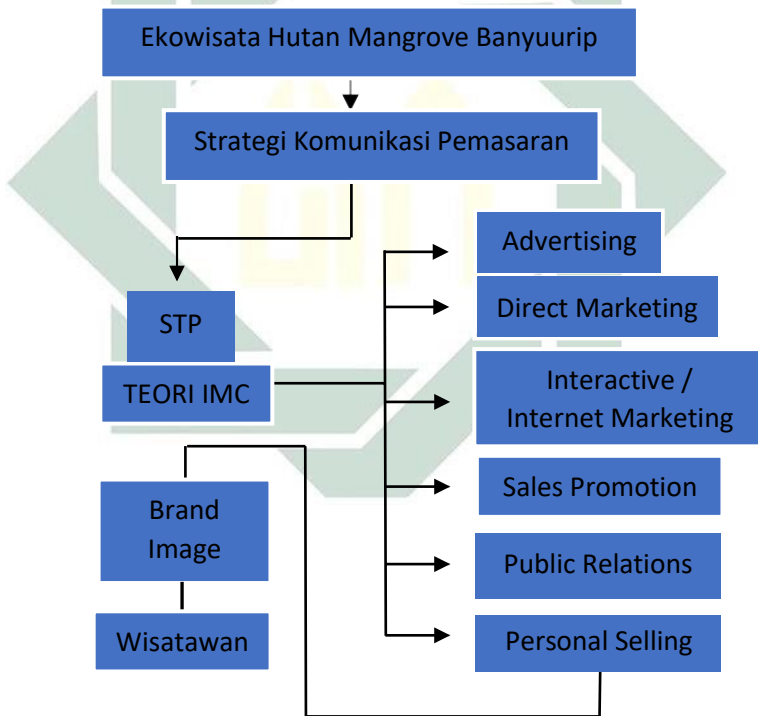 Ekowisata Hutan Mangrove Banyuurip
Strategi Komunikasi Pemasaran
STP
TEORI IMC
Advertising
Direct Marketing
Interactive /
Internet Marketing
Sales Promotion
Public Relations
Personal Selling
Brand
Image
Wisatawan